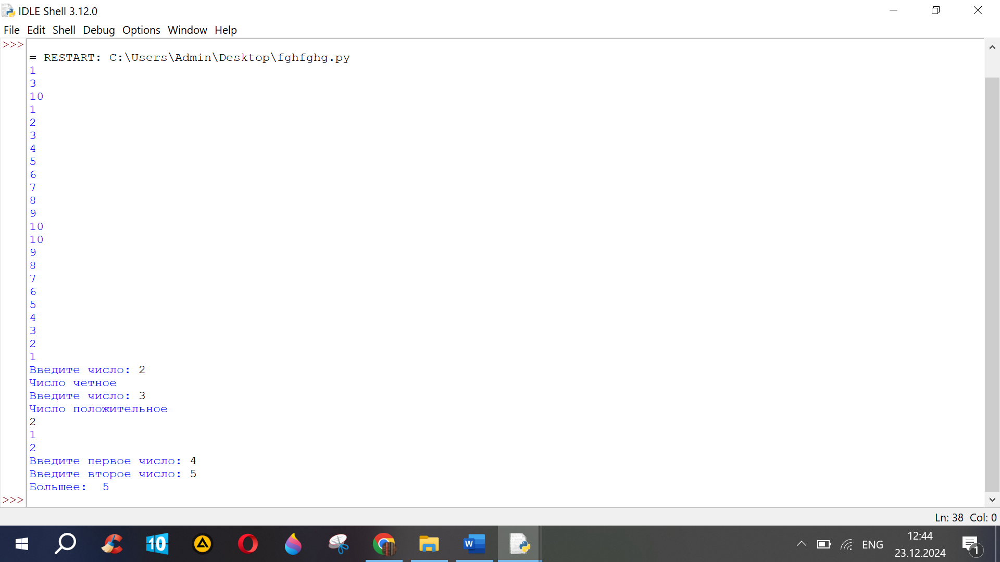 IDLE Shell 3.12.0
File Edit Shell Debug Options Window Help
>>>
= RESTART: C:\Users\Admin\Desktop\fghfghg.py
1
3
10
1
2
3
4
5
6
7
8
9
10
10
9
8
7
6
5
4
3
2
1
Введите число: 2
Число четное
Введите число: 3
Число положительное
2
1
2
Введите первое число: 4
Введите второе число: 5
Большее:  5
>>>
Ln: 38 Col: 0
10
W
ENG
12:44
23.12.2024
1